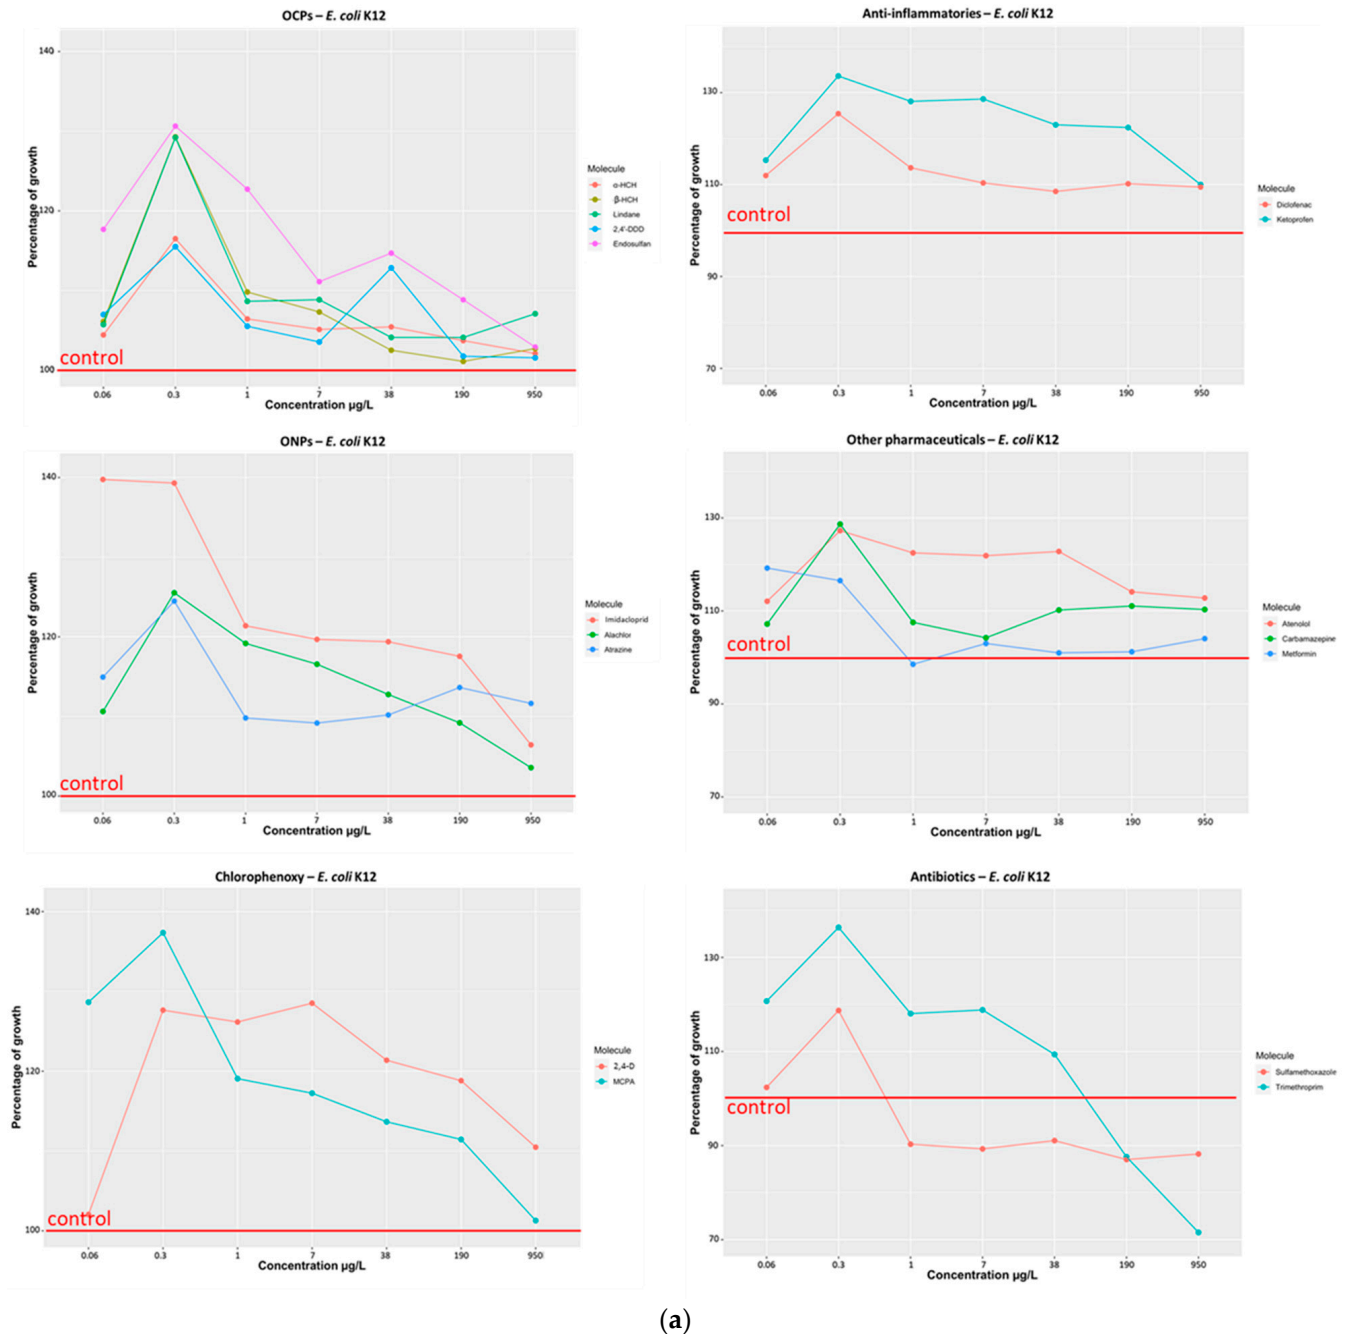 OCPs – E. coli K12
Percentage of growth
140
120
100
control
0.06 0.3 1 7 38 190 950
Concentration µg/L
Molecule
α-HCH
β-HCH
Lindane
2,4'-DDD
Endosulfan
Anti-inflammatories – E. coli K12
Percentage of growth
130
110
90
70
control
0.06 0.3 1 7 38 190 950
Concentration µg/L
Molecule
Diclofenac
Ketoprofen
ONPs – E. coli K12
Percentage of growth
140
120
100
control
0.06 0.3 1 7 38 190 950
Concentration µg/L
Molecule
Imidacloprid
Alachlor
Atrazine
Other pharmaceuticals – E. coli K12
Percentage of growth
130
110
90
70
control
0.06 0.3 1 7 38 190 950
Concentration µg/L
Molecule
Atenolol
Carbamazepine
Metformin
Chlorophenoxy – E. coli K12
Percentage of growth
140
120
100
control
0.06 0.3 1 7 38 190 950
Concentration µg/L
Molecule
2,4-D
MCPA
Antibiotics – E. coli K12
Percentage of growth
130
110
90
70
control
0.06 0.3 1 7 38 190 950
Concentration µg/L
Molecule
Sulfamethoxazole
Trimethroprim
(a)